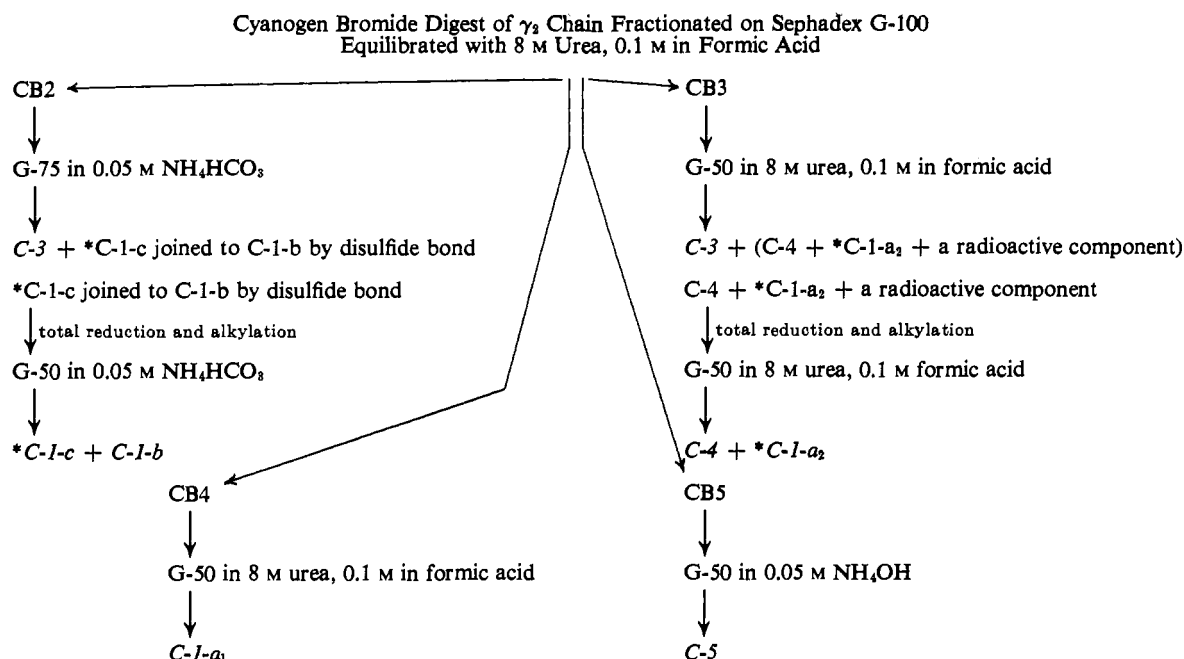 Cyanogen Bromide Digest of γ₂ Chain Fractionated on Sephadex G-100
Equilibrated with 8 M Urea, 0.1 M in Formic Acid
CB2
G-75 in 0.05 M NH₄HCO₃
C-3 + *C-1-c joined to C-1-b by disulfide bond
*C-1-c joined to C-1-b by disulfide bond
total reduction and alkylation
G-50 in 0.05 M NH₄HCO₃
*C-1-c + C-1-b
CB3
G-50 in 8 M urea, 0.1 M in formic acid
C-3 + (C-4 + *C-1-a₂ + a radioactive component)
C-4 + *C-1-a₂ + a radioactive component
total reduction and alkylation
G-50 in 8 M urea, 0.1 M formic acid
C-4 + *C-1-a₂
CB4
G-50 in 8 M urea, 0.1 M in formic acid
C-1-a₁
CB5
G-50 in 0.05 M NH₄OH
C-5